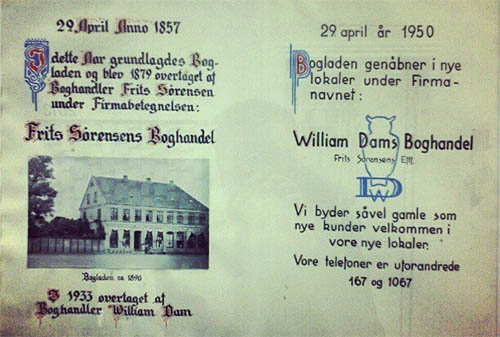 29. April Anno 1857
I dette Aar grundlagdes Bog-
laden og blev 1879 overtaget af
Boghandler Frits Sörensen
under Firmabetegnelsen:
Frits Sörensens Boghandel
Bogladen ca 1890
I 1933 overtaget af
Boghandler William Dam
29 april år 1950
Bogladen genåbner i nye
lokaler under Firma-
navnet:
William Dams Boghandel
Frits Sørensens Eftf.
WD
Vi byder såvel gamle som
nye kunder velkommen i
vore nye lokaler.
Vore telefoner er uforandrede
167 og 1067